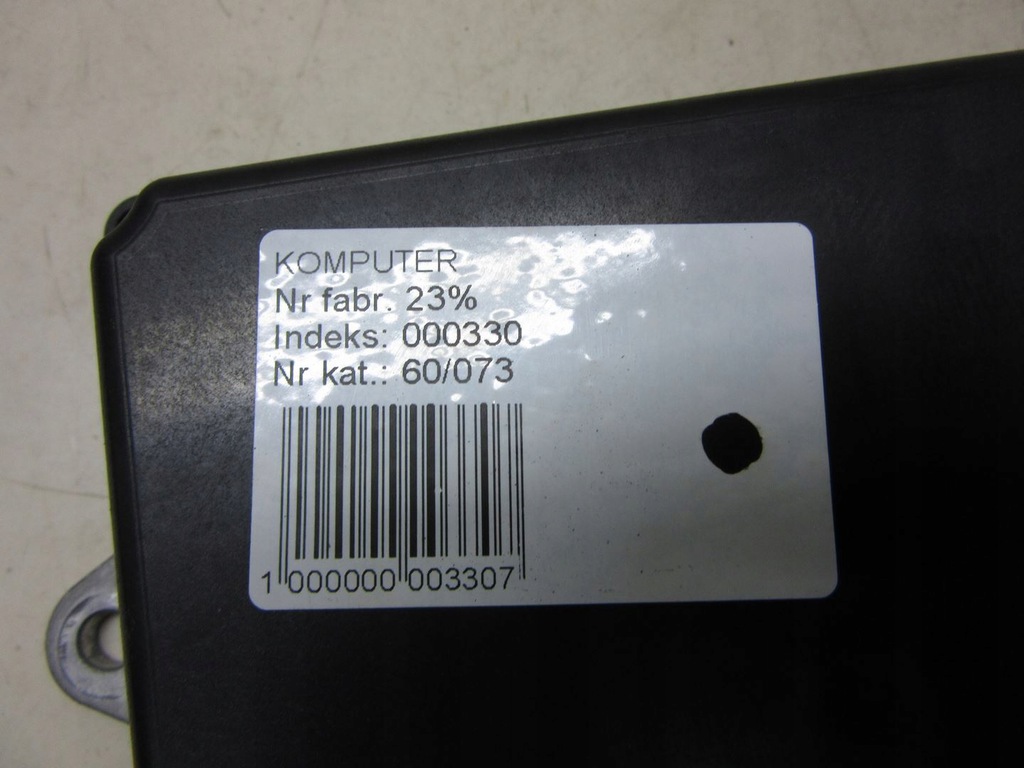 KOMPUTER
Nr fabr. 23%
Indeks: 000330
Nr kat.: 60/073
1 000000 003307